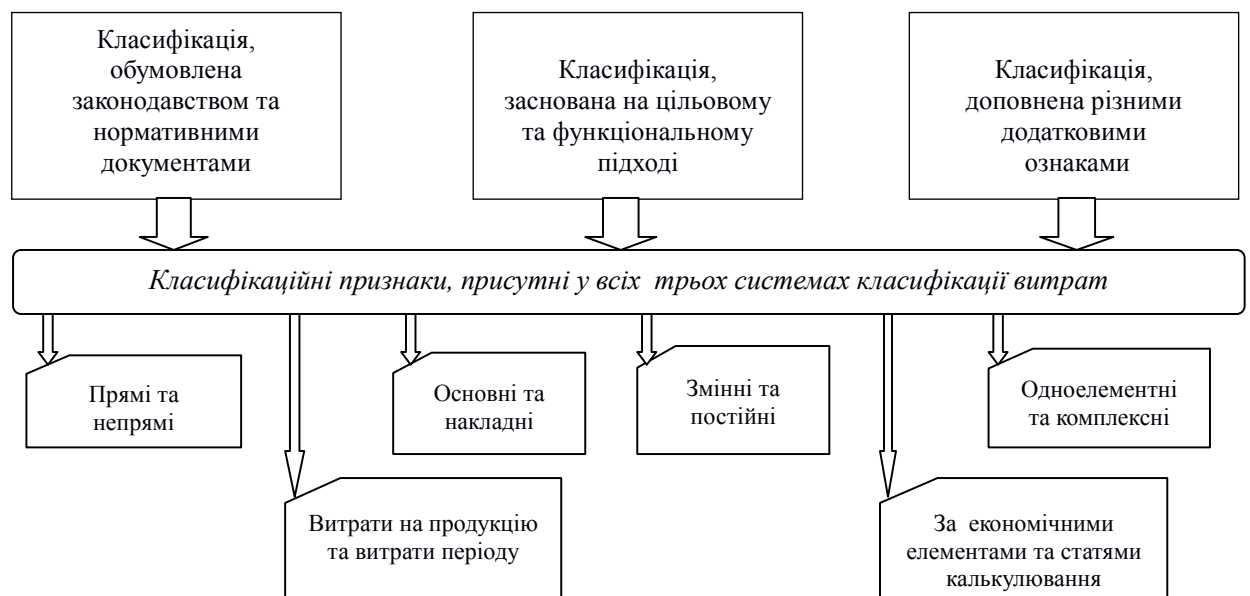 Класифікація,
обумовлена
законодавством та
нормативними
документами
Класифікація,
заснована на цільовому
та функціональному
підході
Класифікація,
доповнена різними
додатковими
ознаками
Класифікаційні признаки, присутні у всіх трьох системах класифікації витрат
Прямі та
непрямі
Основні та
накладні
Змінні та
постійні
Одноелементні
та комплексні
Витрати на продукцію
та витрати періоду
За економічними
елементами та статями
калькулювання